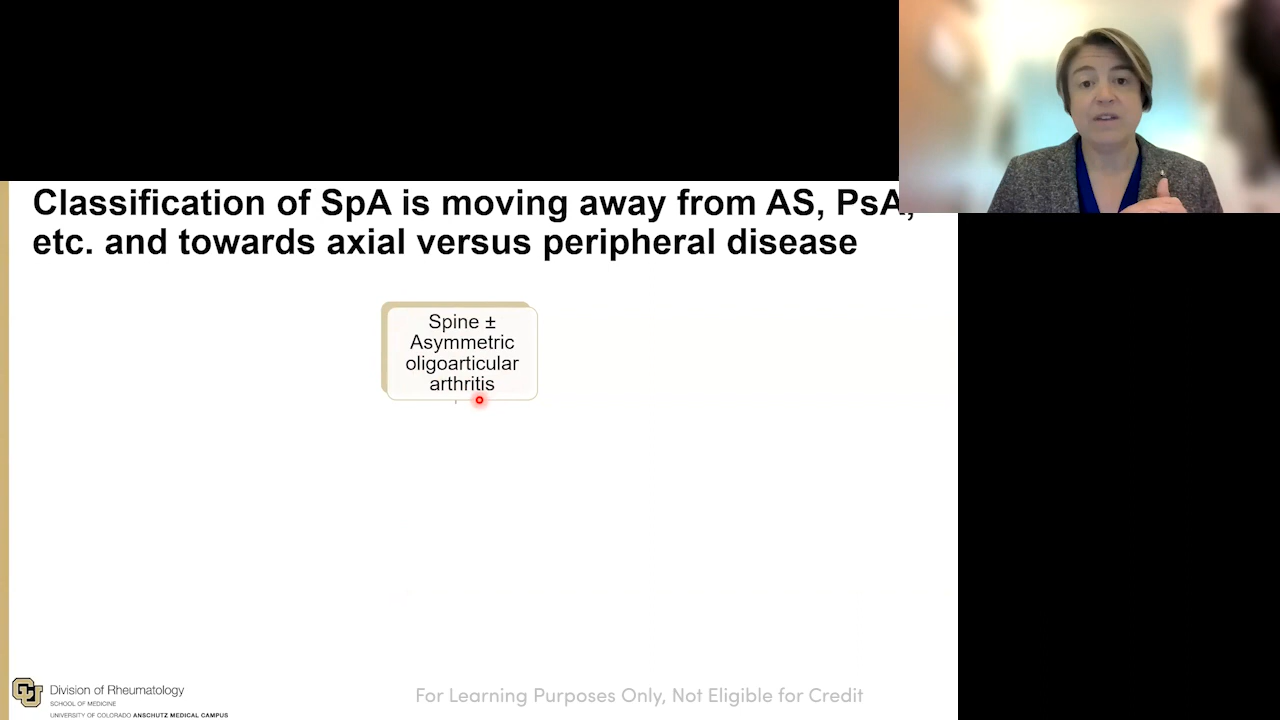 Classification of SpA is moving away from AS, PsA,
etc. and towards axial versus peripheral disease
Spine ±
Asymmetric
oligoarticular
arthritis
Division of Rheumatology
SCHOOL OF MEDICINE
UNIVERSITY OF COLORADO ANSCHUTZ MEDICAL CAMPUS
For Learning Purposes Only, Not Eligible for Credit